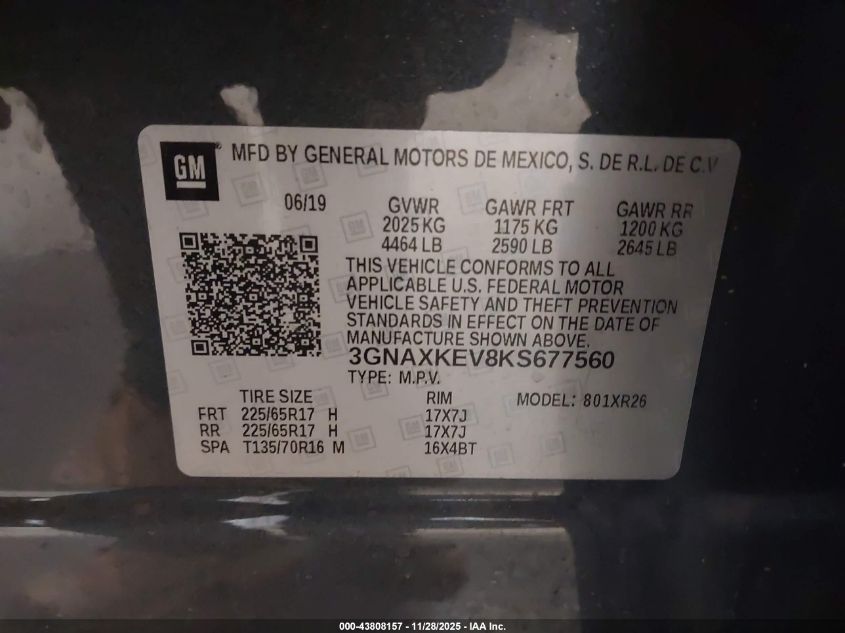 GM
MFD BY GENERAL MOTORS DE MEXICO, S. DE R.L. DE C.V
06/19
GVWR GAWR FRT GAWR RR
2025 KG 1175 KG 1200 KG
4464 LB 2590 LB 2645 LB
THIS VEHICLE CONFORMS TO ALL
APPLICABLE U.S. FEDERAL MOTOR
VEHICLE SAFETY AND THEFT PREVENTION
STANDARDS IN EFFECT ON THE DATE OF
MANUFACTURE SHOWN ABOVE.
3GNAXKEV8KS677560
TYPE: M.P.V.
TIRE SIZE RIM MODEL: 801XR26
FRT 225/65R17 H 17X7J
RR 225/65R17 H 17X7J
SPA T135/70R16 M 16X4BT
000-43808157 - 11/28/2025 - IAA Inc.